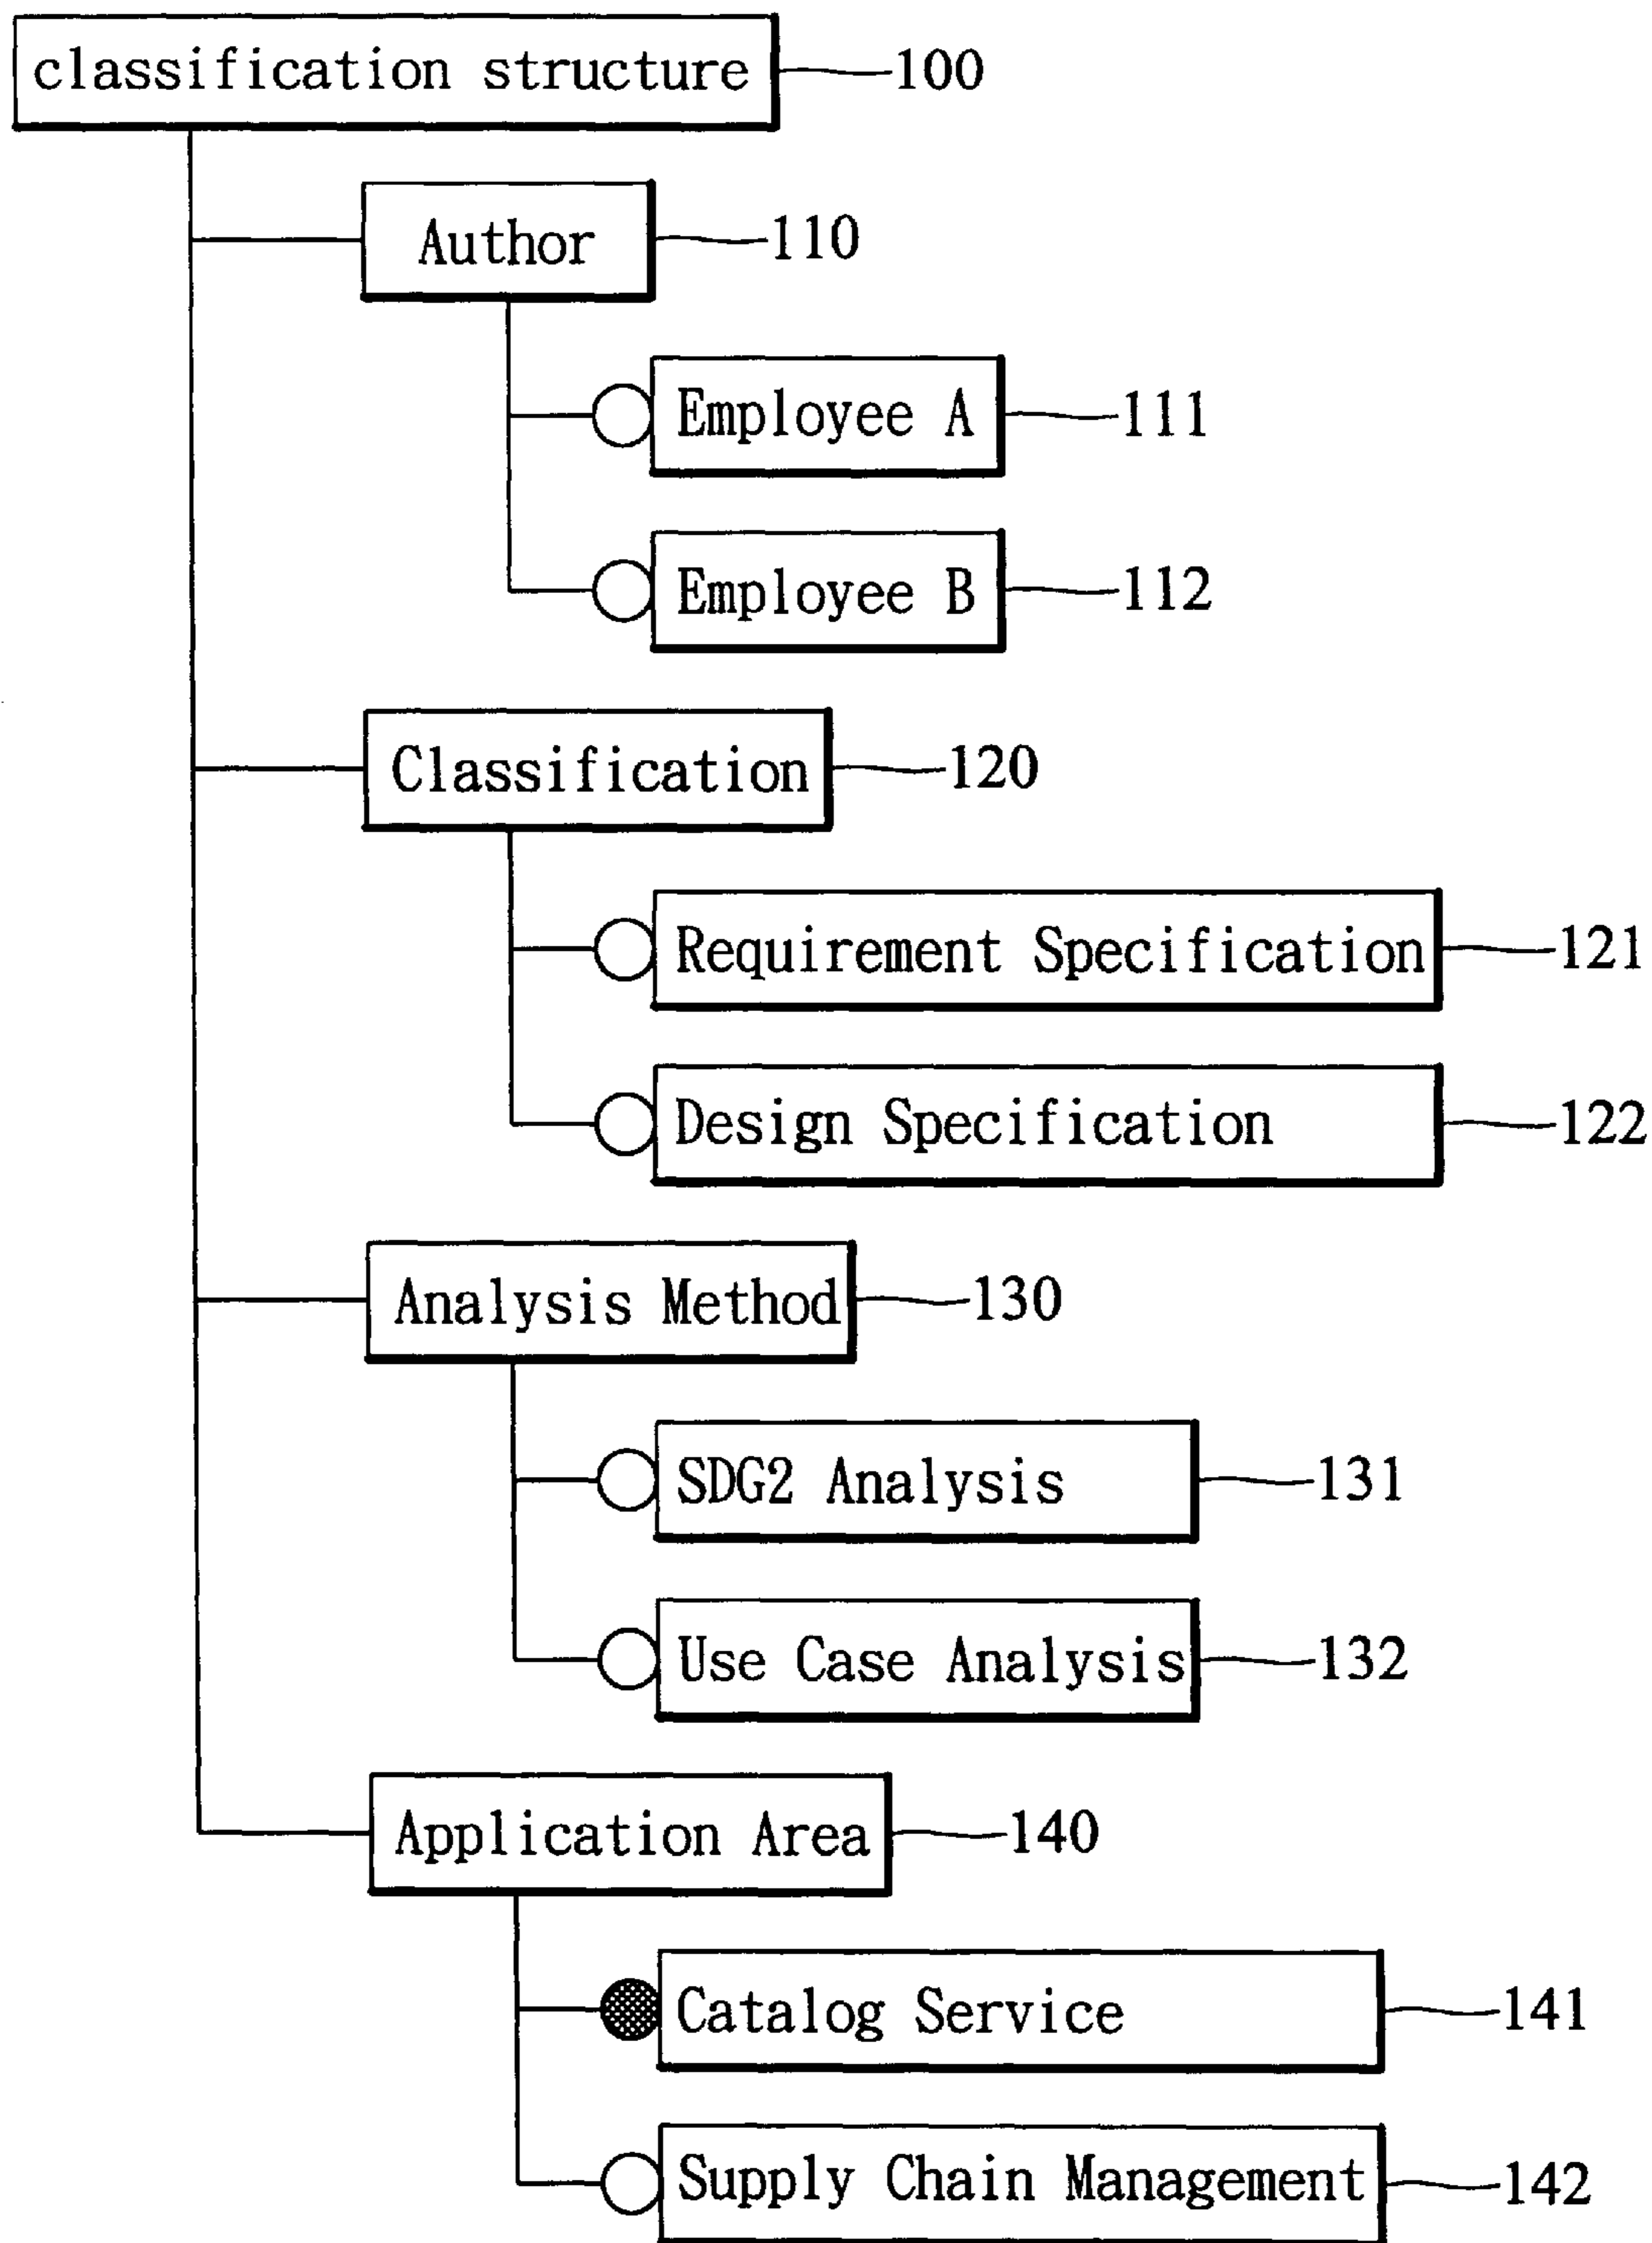 classification structure 100
Author 110
Employee A 111
Employee B 112
Classification 120
Requirement Specification 121
Design Specification 122
Analysis Method 130
SDG2 Analysis 131
Use Case Analysis 132
Application Area 140
Catalog Service 141
Supply Chain Management 142